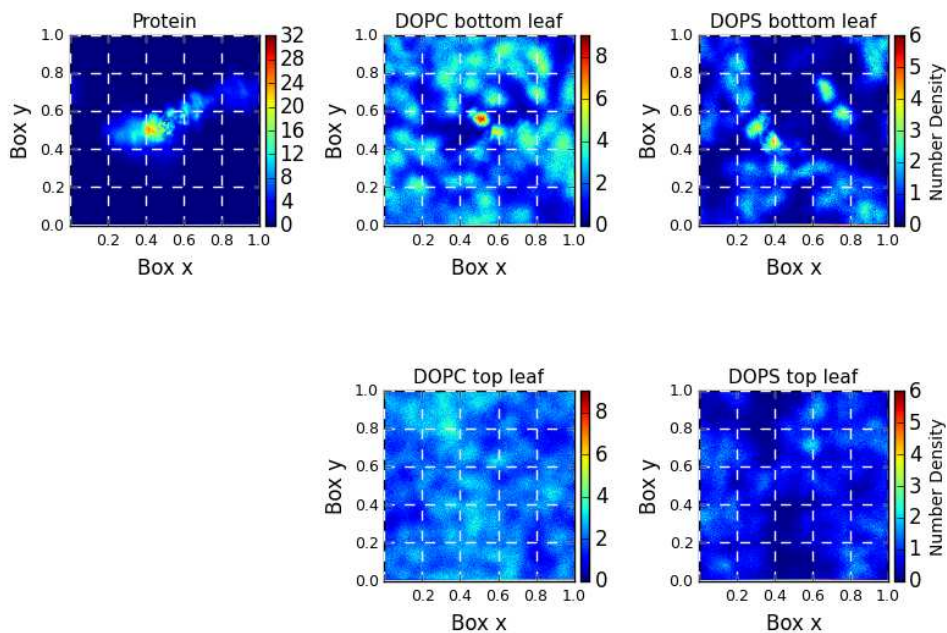 Protein
1.0
0.8
0.6
0.4
0.2
0.0
0.2 0.4 0.6 0.8 1.0
Box x
Box y
32
28
24
20
16
12
8
4
0
DOPC bottom leaf
1.0
0.8
0.6
0.4
0.2
0.0
0.2 0.4 0.6 0.8 1.0
Box x
Box y
8
6
4
2
0
DOPS bottom leaf
1.0
0.8
0.6
0.4
0.2
0.0
0.2 0.4 0.6 0.8 1.0
Box x
Box y
6
5
4
3
2
1
0
Number Density
DOPC top leaf
1.0
0.8
0.6
0.4
0.2
0.0
0.2 0.4 0.6 0.8 1.0
Box x
Box y
8
6
4
2
0
DOPS top leaf
1.0
0.8
0.6
0.4
0.2
0.0
0.2 0.4 0.6 0.8 1.0
Box x
Box y
6
5
4
3
2
1
0
Number Density